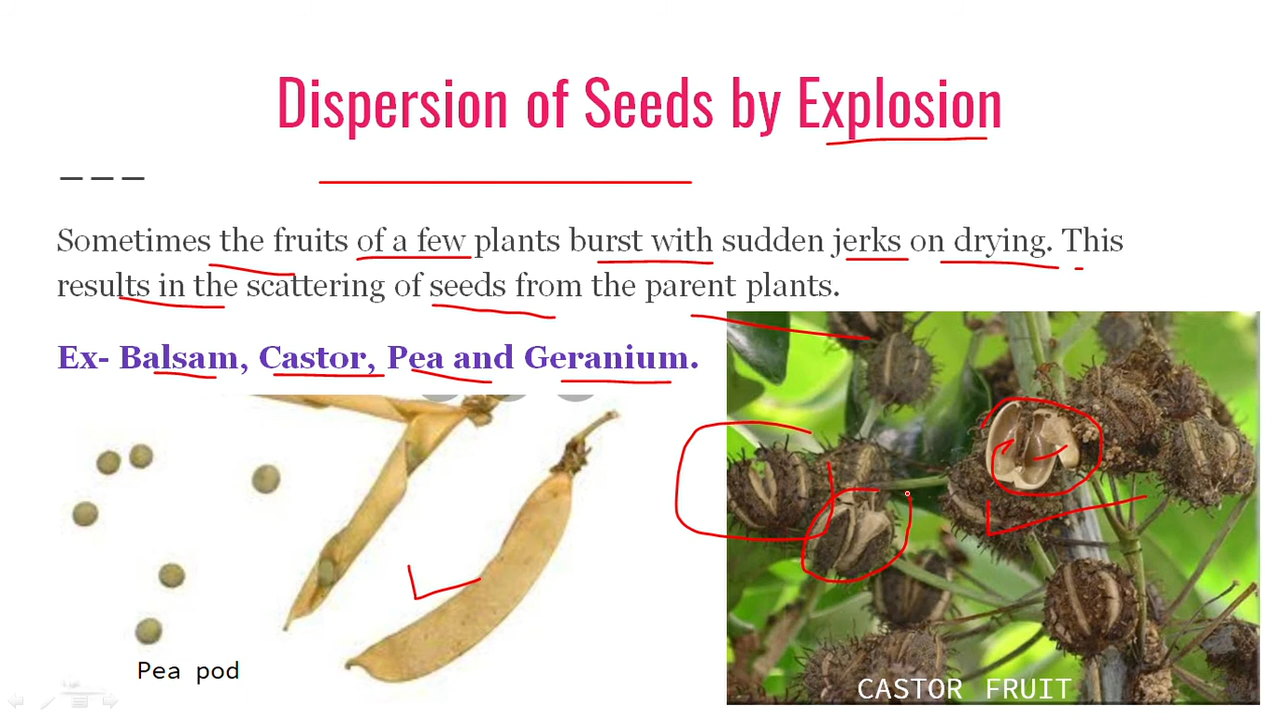 Dispersion of Seeds by Explosion
Sometimes the fruits of a few plants burst with sudden jerks on drying. This
results in the scattering of seeds from the parent plants.
Ex- Balsam, Castor, Pea and Geranium.
Pea pod
CASTOR FRUIT